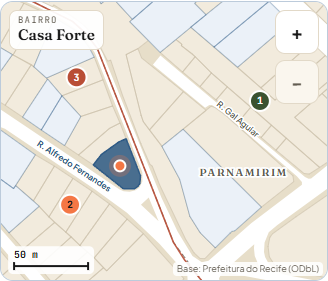 BAIRRO
Casa Forte
+
−
3
1
R. Gal Aguiar
R. Alfredo Fernandes
PARNAMIRIM
2
50 m
Base: Prefeitura do Recife (ODbL)